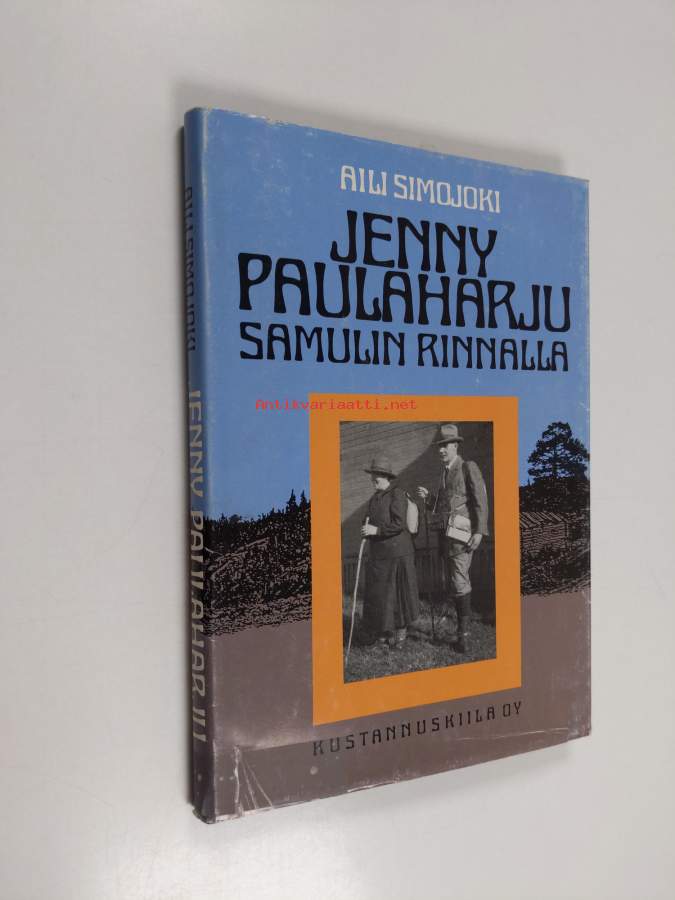 AILI SIMOJOKI
JENNY
PAULAHARJU
SAMULIN RINNALLA
Antikvariaatti.net
KUSTANNUSKIILA OY
AILI SIMOJOKI JENNY PAULAHARJU